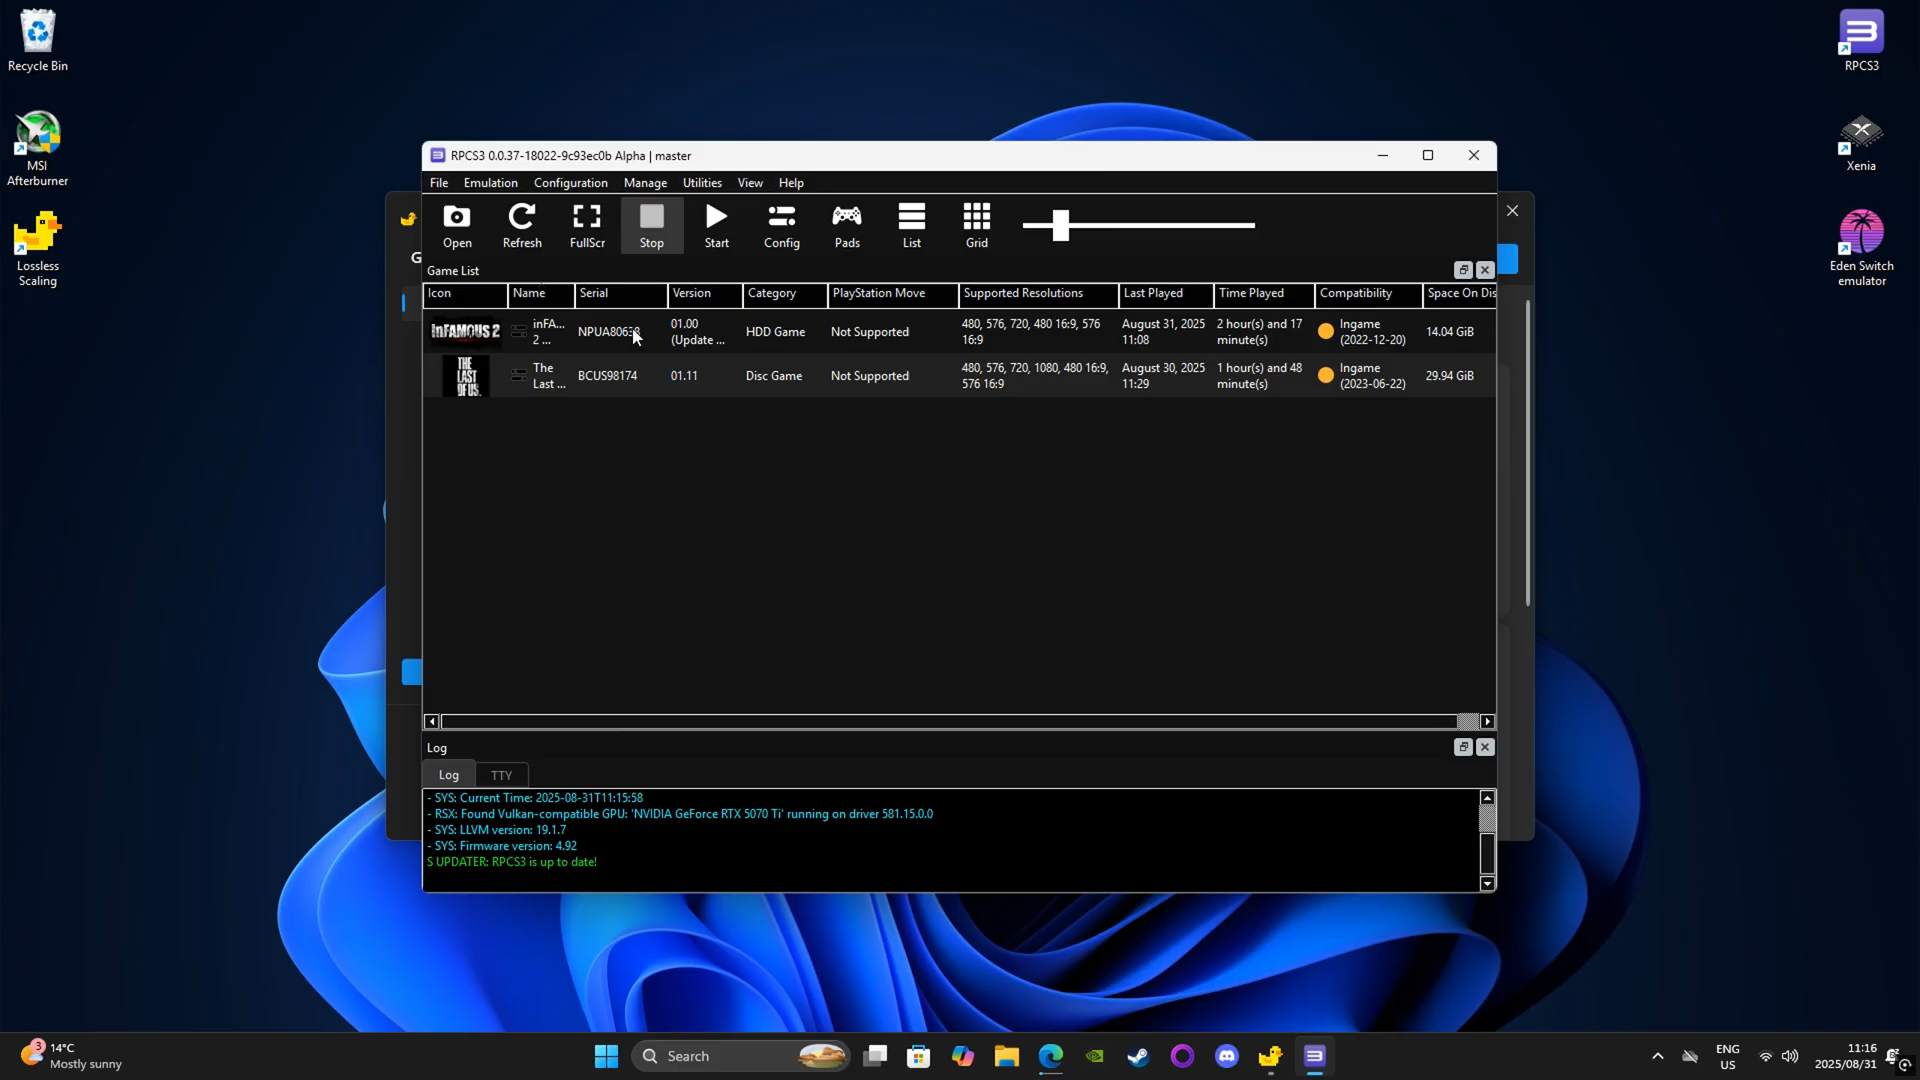 Recycle Bin
MSI
Afterburner
Lossless
Scaling
RPCS3
Xenia
Eden Switch
emulator
RPCS3 0.0.37-18022-9c93ec0b Alpha | master
File Emulation Configuration Manage Utilities View Help
Open Refresh FullScr Stop Start Config Pads List Grid
G
Game List
Icon Name Serial Version Category PlayStation Move Supported Resolutions Last Played Time Played Compatibility Space On Dis
inFAMOUS 2
inFA...
2 ...
NPUA80638
01.00
(Update ...
HDD Game
Not Supported
480, 576, 720, 480 16:9, 576
16:9
August 31, 2025
11:08
2 hour(s) and 17
minute(s)
Ingame
(2022-12-20)
14.04 GiB
THE
LAST
OF US
The
Last ...
BCUS98174
01.11
Disc Game
Not Supported
480, 576, 720, 1080, 480 16:9,
576 16:9
August 30, 2025
11:29
1 hour(s) and 48
minute(s)
Ingame
(2023-06-22)
29.94 GiB
Log
Log TTY
- SYS: Current Time: 2025-08-31T11:15:58
- RSX: Found Vulkan-compatible GPU: 'NVIDIA GeForce RTX 5070 Ti' running on driver 581.15.0.0
- SYS: LLVM version: 19.1.7
- SYS: Firmware version: 4.92
S UPDATER: RPCS3 is up to date!
3
14°C
Mostly sunny
Search
ENG
US
11:16
2025/08/31